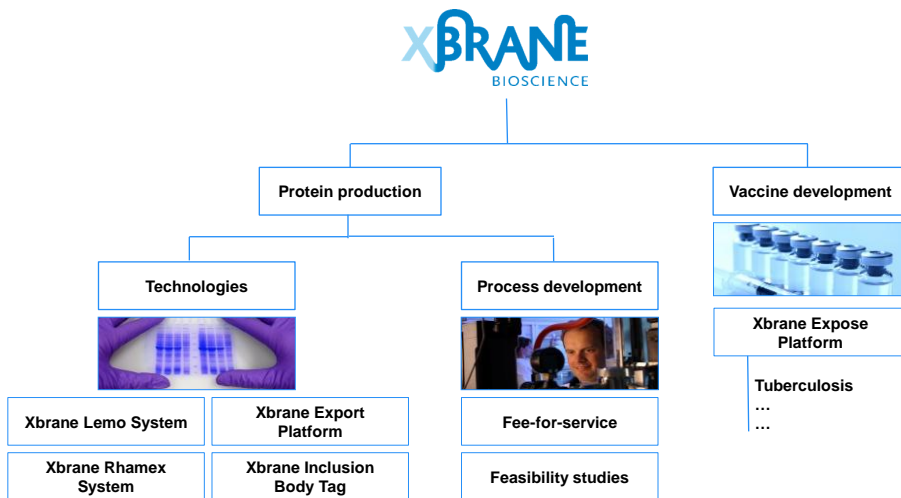 XBRANE
BIOSCIENCE
Protein production
Vaccine development
Technologies
Process development
Xbrane Expose
Platform
Tuberculosis
…
…
Xbrane Lemo System
Xbrane Export
Platform
Fee-for-service
Xbrane Rhamex
System
Xbrane Inclusion
Body Tag
Feasibility studies